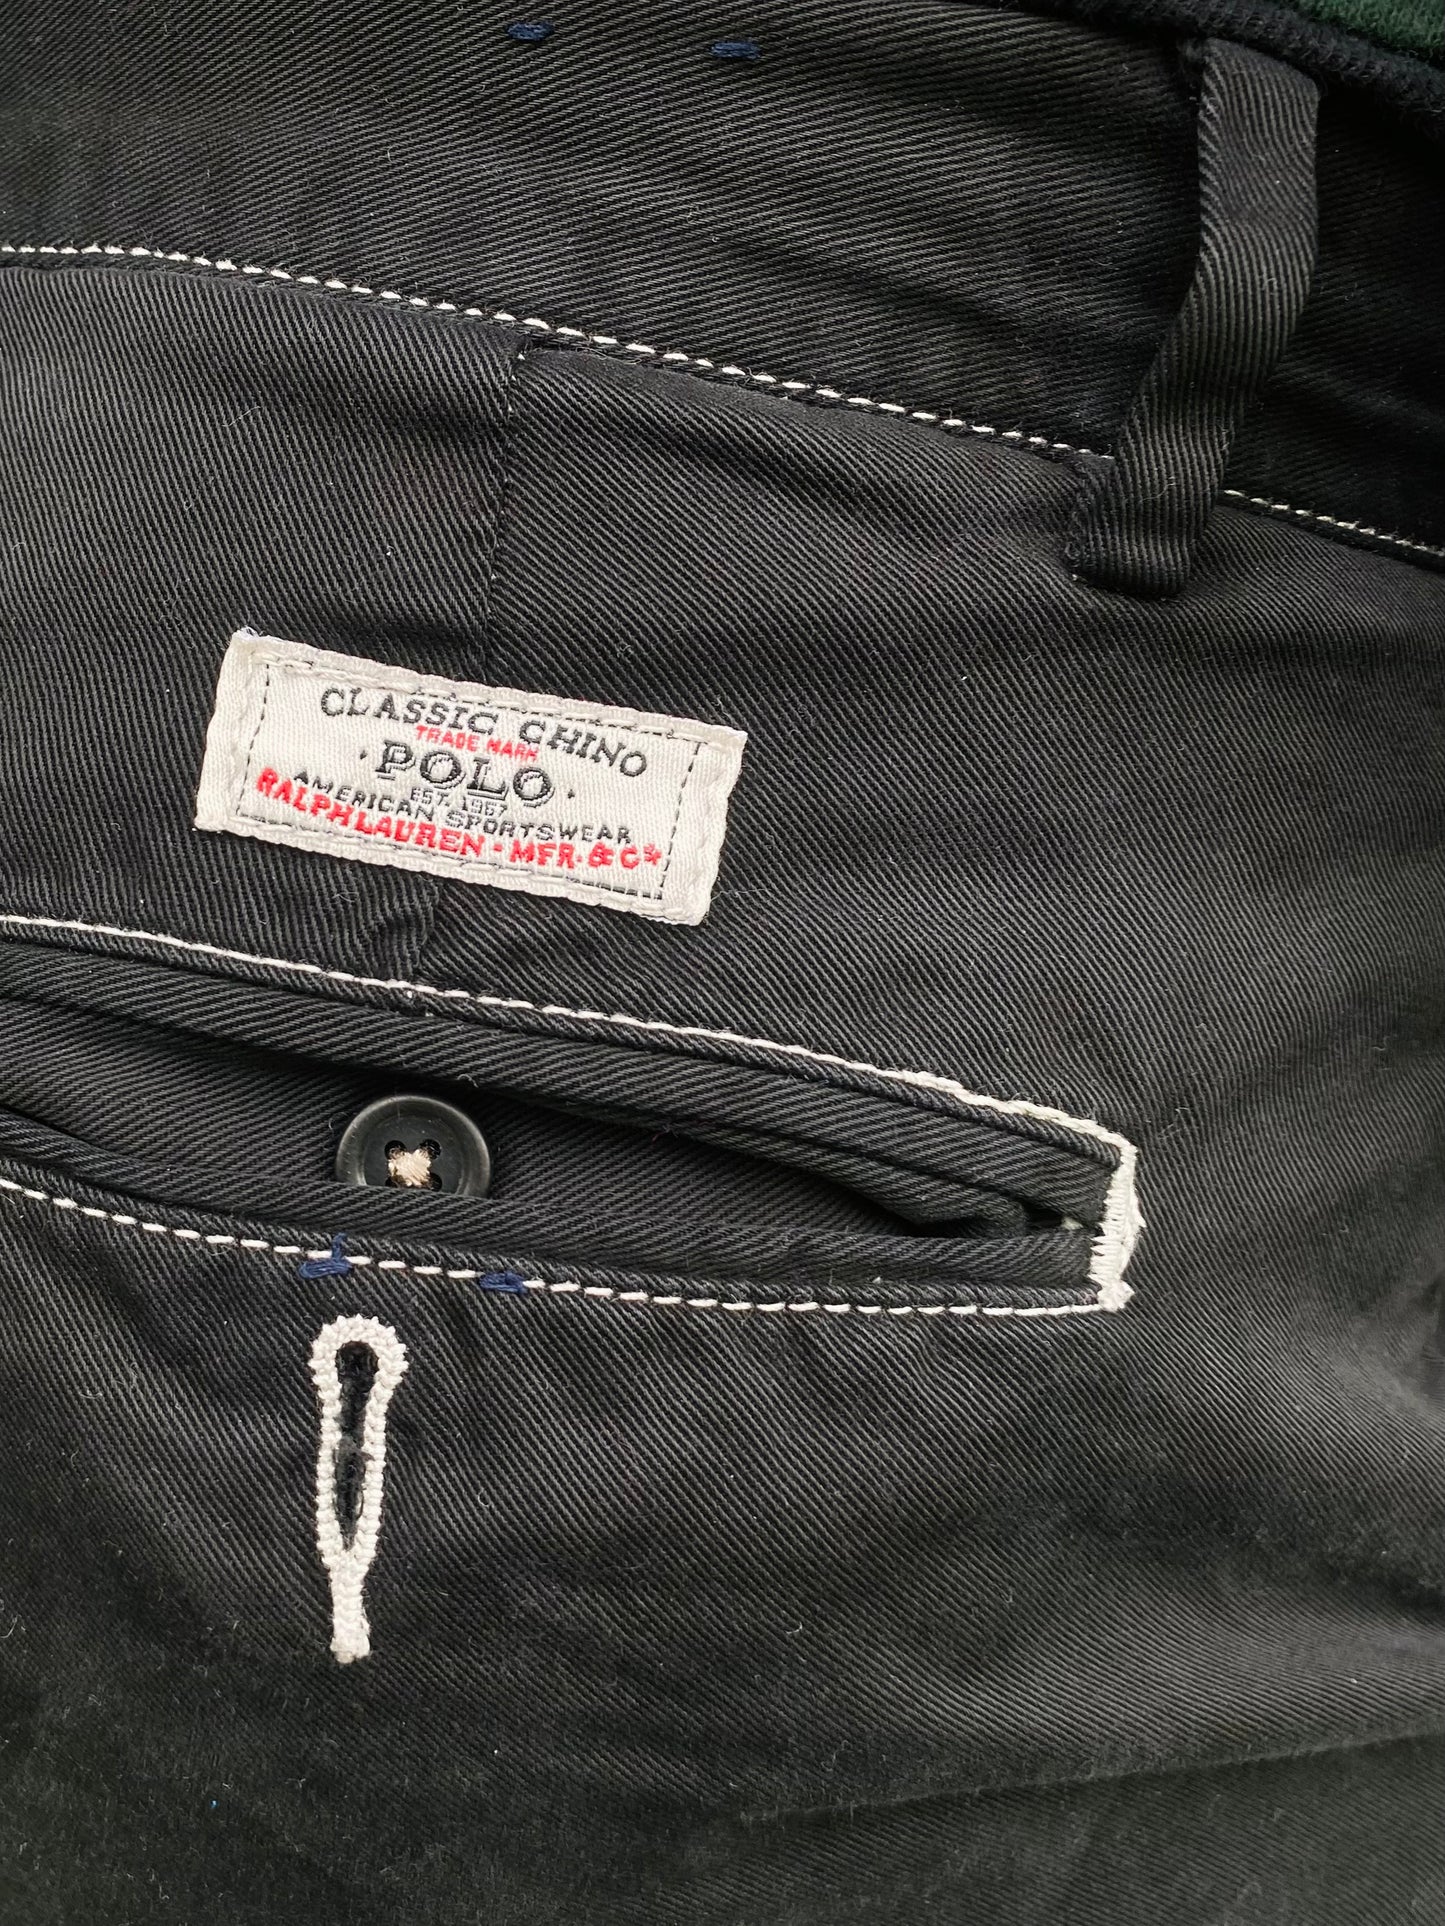 CLASSIC CHINO
TRADE MARK
· POLO ·
EST. 1967
AMERICAN SPORTSWEAR
RALPH LAUREN - MFR. & Co